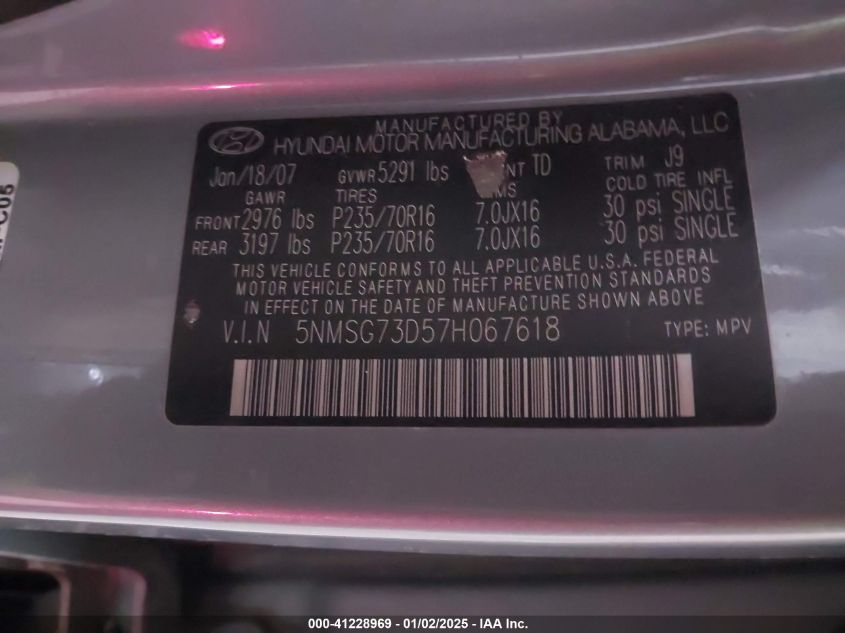 MANUFACTURED BY
HYUNDAI MOTOR MANUFACTURING ALABAMA, LLC
Jan/18/07 GVWR 5291 lbs NT TD TRIM J9
GAWR TIRES MS COLD TIRE INFL
FRONT 2976 lbs P235/70R16 7.0JX16 30 psi SINGLE
REAR 3197 lbs P235/70R16 7.0JX16 30 psi SINGLE
THIS VEHICLE CONFORMS TO ALL APPLICABLE U.S.A. FEDERAL
MOTOR VEHICLE SAFETY AND THEFT PREVENTION STANDARDS
IN EFFECT ON THE DATE OF MANUFACTURE SHOWN ABOVE
V.I.N 5NMSG73D57H067618 TYPE: MPV
000-41228969 - 01/02/2025 - IAA Inc.